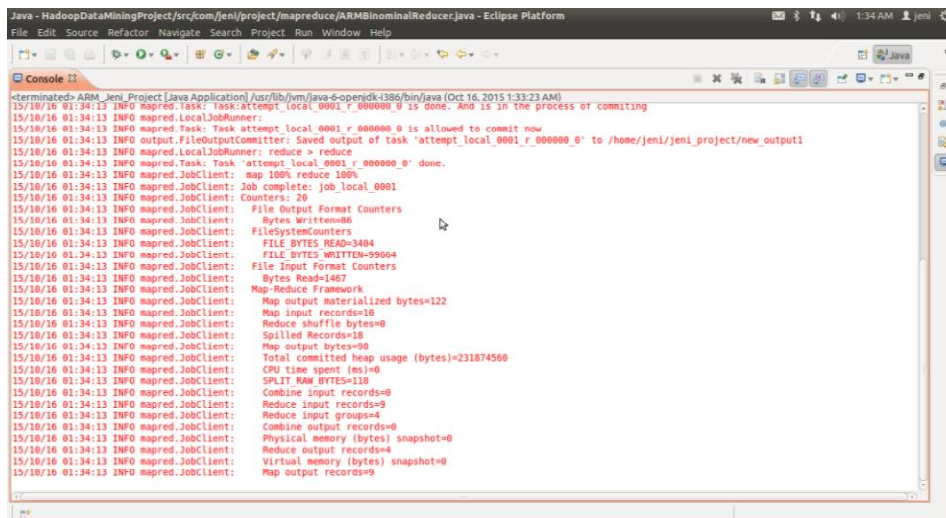 Java - HadoopDataMiningProject/src/com/jeni/project/mapreduce/ARMBinominalReducer.java - Eclipse Platform
1:34 AM jeni
File Edit Source Refactor Navigate Search Project Run Window Help
Java
Console
<terminated> ARM_Jeni_Project [Java Application] /usr/lib/jvm/java-6-openjdk-i386/bin/java (Oct 16, 2015 1:33:23 AM)
15/10/16 01:34:13 INFO mapred.Task: Task:attempt_local_0001_r_000000_0 is done. And is in the process of commiting
15/10/16 01:34:13 INFO mapred.LocalJobRunner:
15/10/16 01:34:13 INFO mapred.Task: Task attempt_local_0001_r_000000_0 is allowed to commit now
15/10/16 01:34:13 INFO output.FileOutputCommitter: Saved output of task 'attempt_local_0001_r_000000_0' to /home/jeni/jeni_project/new_output1
15/10/16 01:34:13 INFO mapred.LocalJobRunner: reduce > reduce
15/10/16 01:34:13 INFO mapred.Task: Task 'attempt_local_0001_r_000000_0' done.
15/10/16 01:34:13 INFO mapred.JobClient: map 100% reduce 100%
15/10/16 01:34:13 INFO mapred.JobClient: Job complete: job_local_0001
15/10/16 01:34:13 INFO mapred.JobClient: Counters: 20
15/10/16 01:34:13 INFO mapred.JobClient: File Output Format Counters
15/10/16 01:34:13 INFO mapred.JobClient: Bytes Written=86
15/10/16 01:34:13 INFO mapred.JobClient: FileSystemCounters
15/10/16 01:34:13 INFO mapred.JobClient: FILE_BYTES_READ=3404
15/10/16 01:34:13 INFO mapred.JobClient: FILE_BYTES_WRITTEN=99664
15/10/16 01:34:13 INFO mapred.JobClient: File Input Format Counters
15/10/16 01:34:13 INFO mapred.JobClient: Bytes Read=1467
15/10/16 01:34:13 INFO mapred.JobClient: Map-Reduce Framework
15/10/16 01:34:13 INFO mapred.JobClient: Map output materialized bytes=122
15/10/16 01:34:13 INFO mapred.JobClient: Map input records=10
15/10/16 01:34:13 INFO mapred.JobClient: Reduce shuffle bytes=0
15/10/16 01:34:13 INFO mapred.JobClient: Spilled Records=18
15/10/16 01:34:13 INFO mapred.JobClient: Map output bytes=98
15/10/16 01:34:13 INFO mapred.JobClient: Total committed heap usage (bytes)=231874560
15/10/16 01:34:13 INFO mapred.JobClient: CPU time spent (ms)=0
15/10/16 01:34:13 INFO mapred.JobClient: SPLIT_RAW_BYTES=118
15/10/16 01:34:13 INFO mapred.JobClient: Combine input records=0
15/10/16 01:34:13 INFO mapred.JobClient: Reduce input records=9
15/10/16 01:34:13 INFO mapred.JobClient: Reduce input groups=4
15/10/16 01:34:13 INFO mapred.JobClient: Combine output records=0
15/10/16 01:34:13 INFO mapred.JobClient: Physical memory (bytes) snapshot=0
15/10/16 01:34:13 INFO mapred.JobClient: Reduce output records=4
15/10/16 01:34:13 INFO mapred.JobClient: Virtual memory (bytes) snapshot=0
15/10/16 01:34:13 INFO mapred.JobClient: Map output records=9